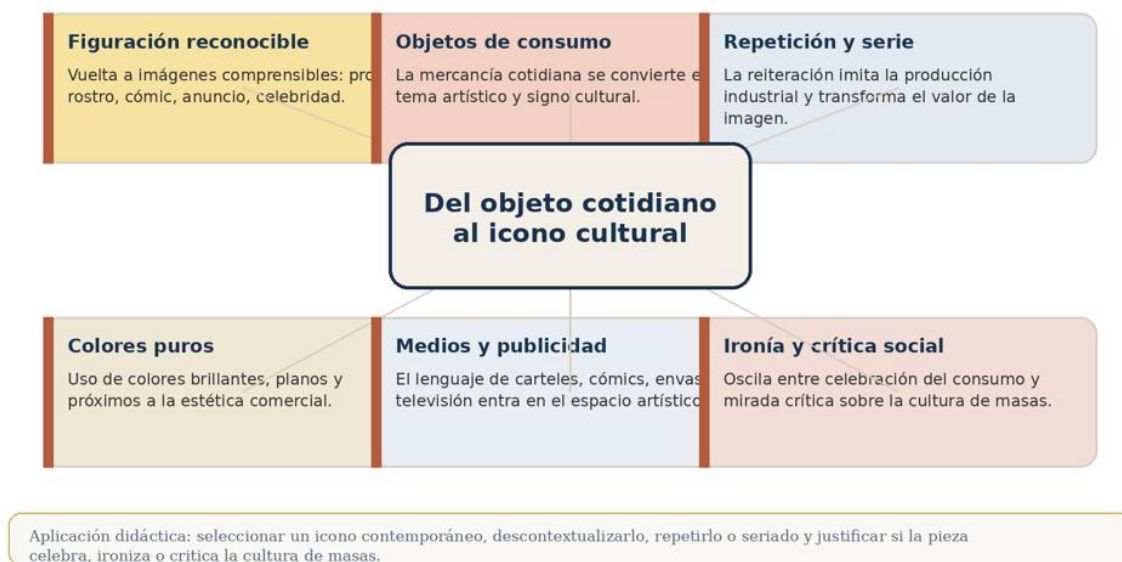 Figuración reconocible
Vuelta a imágenes comprensibles:
rostro, cómic, anuncio, celebridad.
Objetos de consumo
La mercancía cotidiana se convierte
tema artístico y signo cultural.
Repetición y serie
La reiteración imita la producción
industrial y transforma el valor de la
imagen.
Del objeto cotidiano
al icono cultural
Colores puros
Uso de colores brillantes, planos y
próximos a la estética comercial.
Medios y publicidad
El lenguaje de carteles, cómics,
televisión entra en el espacio artístico
Ironía y crítica social
Oscila entre celebración del consumo y
mirada crítica sobre la cultura de masas.
Aplicación didáctica: seleccionar un icono contemporáneo, descontextualizarlo, repetirlo o seriado y justificar si la pieza
celebra, ironiza o critica la cultura de masas.